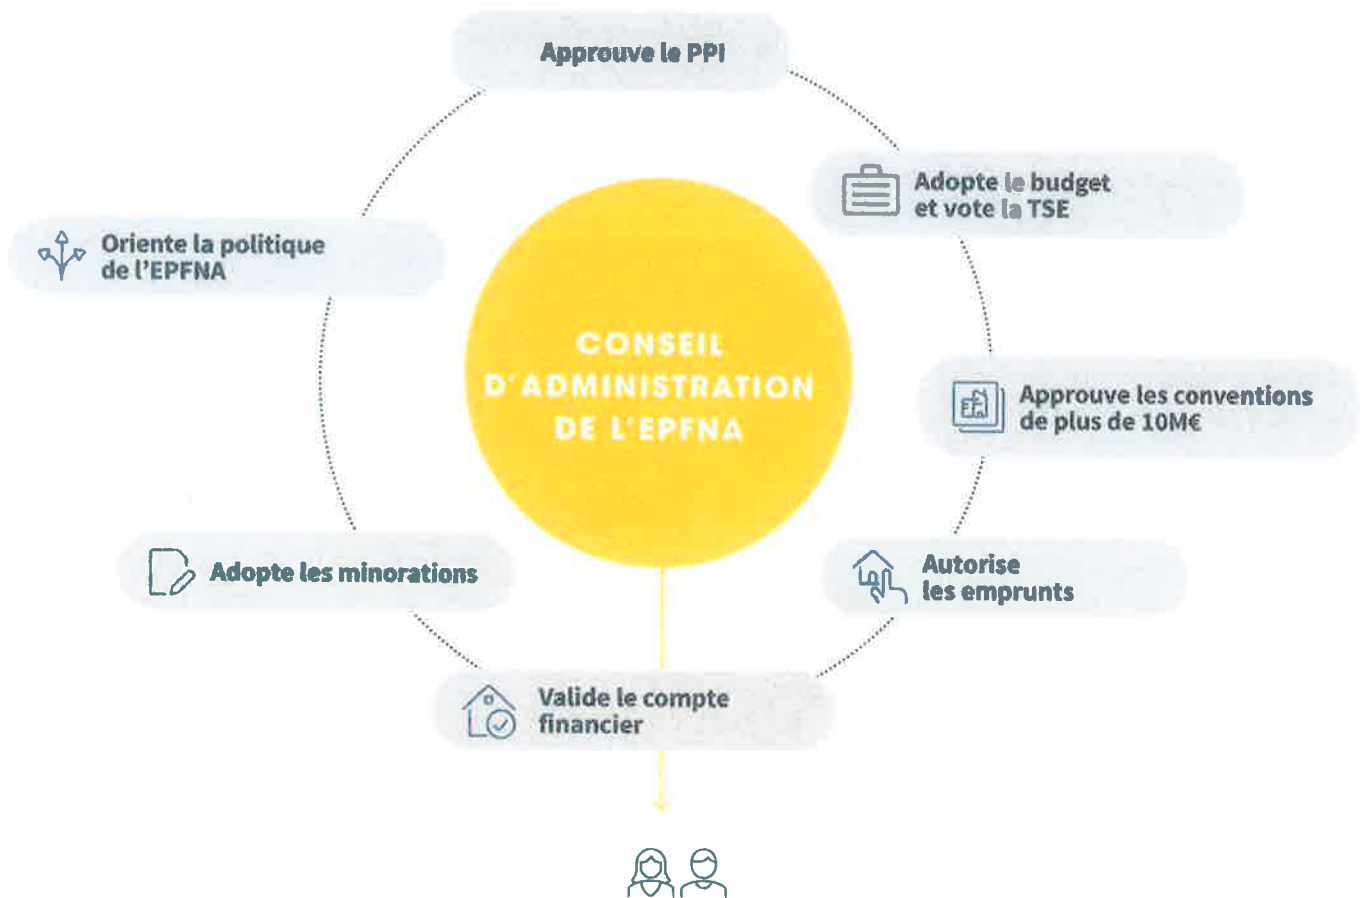 Approuve le PPI
Adopte le budget
et vote la TSE
Oriente la politique
de l'EPFNA
CONSEIL
D'ADMINISTRATION
DE L'EPFNA
Approuve les conventions
de plus de 10M€
Autorise
les emprunts
Adopte les minorations
Valide le compte
financier